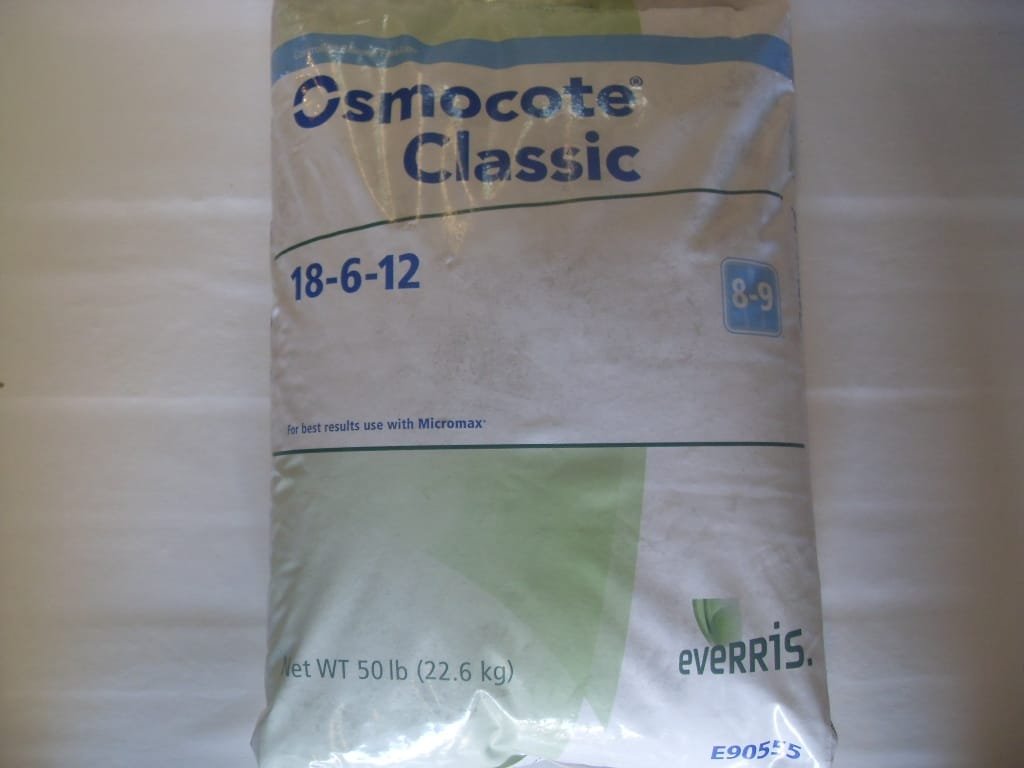 Osmocote®
Classic
18-6-12
8-9
For best results use with Micromax®
Net WT 50 lb (22.6 kg)
everris.
E90555